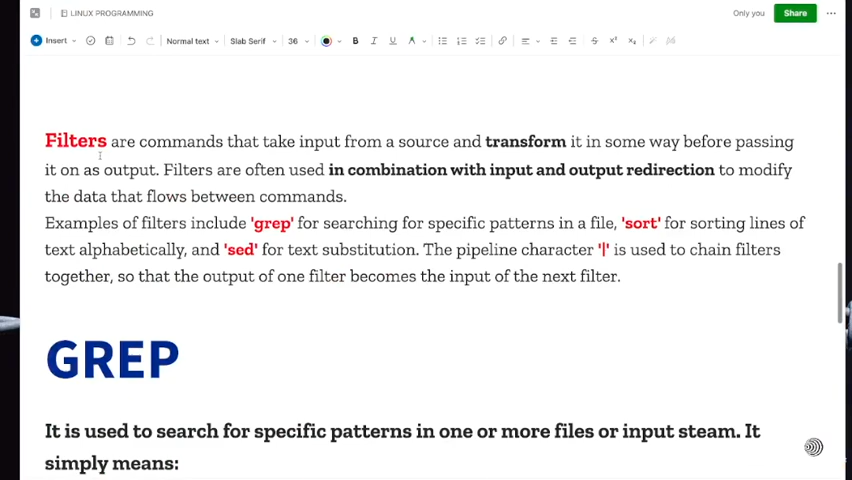 LINUX PROGRAMMING
Only you
Share
Insert
Normal text
Slab Serif
36
B I U
Filters are commands that take input from a source and transform it in some way before passing
it on as output. Filters are often used in combination with input and output redirection to modify
the data that flows between commands.
Examples of filters include 'grep' for searching for specific patterns in a file, 'sort' for sorting lines of
text alphabetically, and 'sed' for text substitution. The pipeline character '|' is used to chain filters
together, so that the output of one filter becomes the input of the next filter.
GREP
It is used to search for specific patterns in one or more files or input steam. It
simply means: